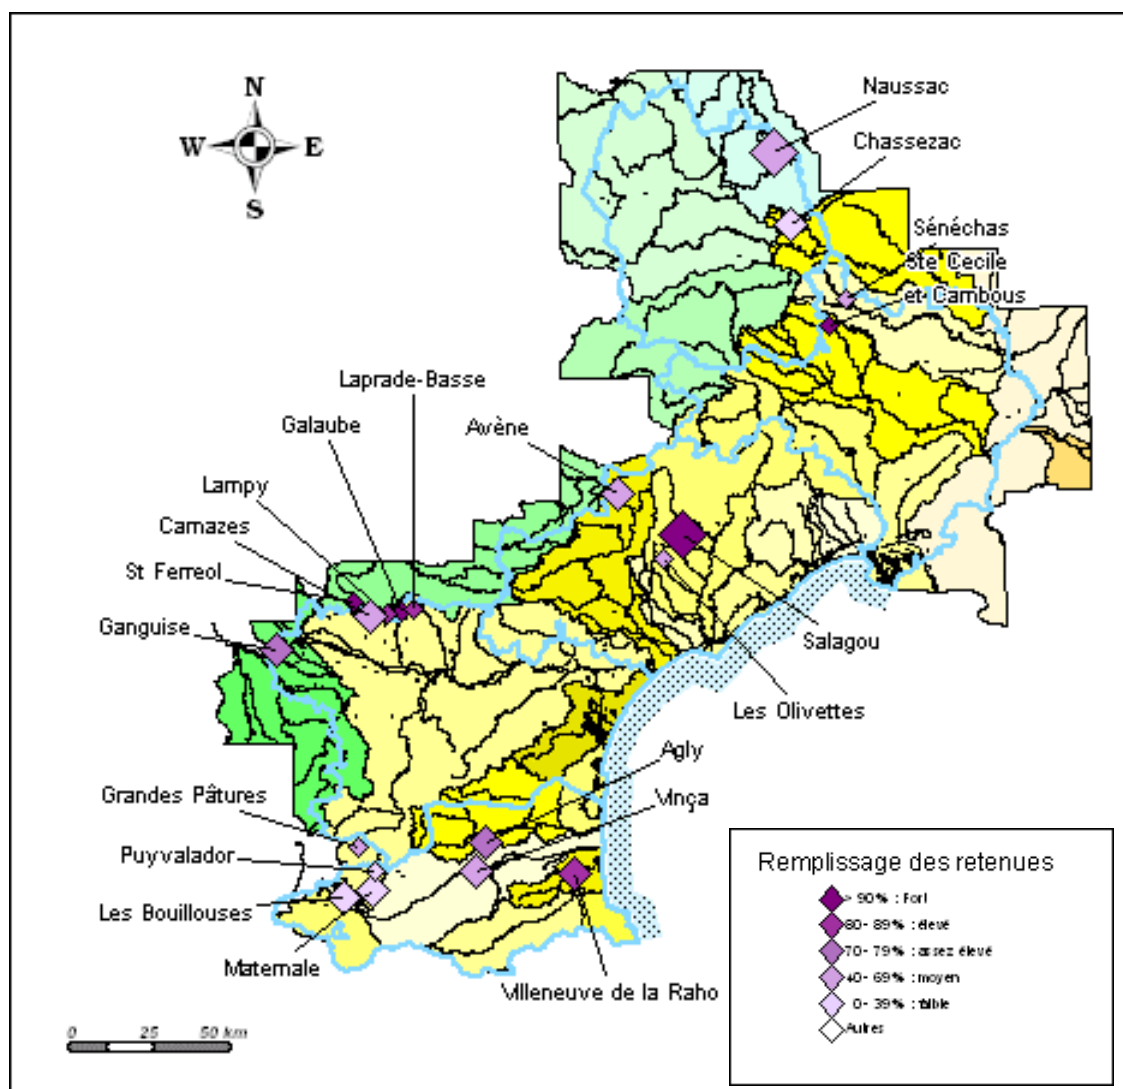 N
Naussac
W E
Chassezac
S
Sénéchas
Ste Cecile
et Cambous
Laprade-Basse
Galaube
Avène
Lampy
Camazes
St Ferreol
Ganguise
Salagou
Les Olivettes
Agly
Grandes Pâtures
Vinça
Puyvalador
Les Bouillouses
Matemale
Villeneuve de la Raho
Remplissage des retenues
> 90% : Fort
80- 89% : élevé
70- 79% : assez élevé
40- 69% : moyen
0- 39% : faible
Autres
0 25 50 km